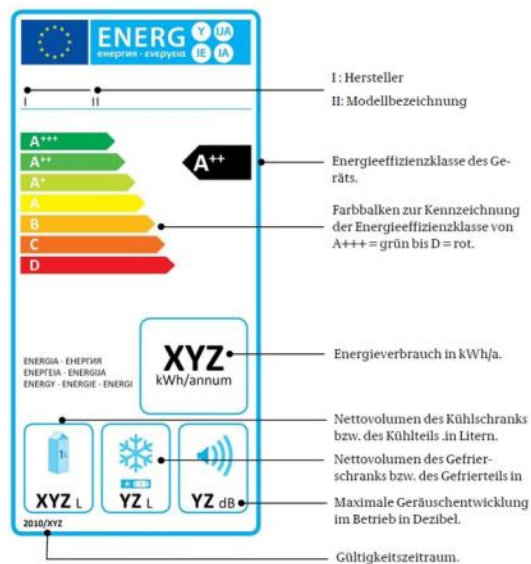 ENERG
енергия · ενεργεια
Y
UA
IE
IA
I
II
I : Hersteller
II: Modellbezeichnung
A+++
A++
A+
A
B
C
D
A++
Energieeffizienzklasse des Ge-
räts.
Farbbalken zur Kennzeichnung
der Energieeffizienzklasse von
A+++ = grün bis D = rot.
ENERGIA · ЕНЕРГИЯ
ΕΝΕΡΓΕΙΑ · ENERGIJA
ENERGY · ENERGIE · ENERGI
XYZ
kWh/annum
Energieverbrauch in kWh/a.
1L
XYZ L
YZ L
YZ dB
Nettovolumen des Kühlschranks
bzw. des Kühlteils .in Litern.
Nettovolumen des Gefrier-
schranks bzw. des Gefrierteils in
Maximale Geräuschentwicklung
im Betrieb in Dezibel.
2010/XYZ
Gültigkeitszeitraum.